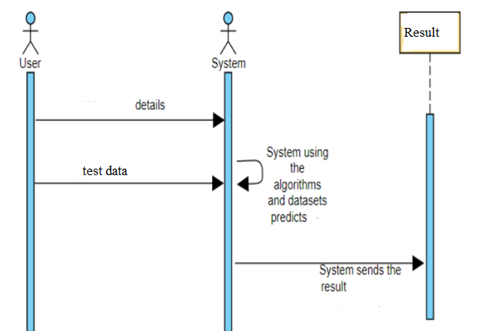 Result
User
System
details
System using
the
algorithms
and datasets
predicts
test data
System sends the
result